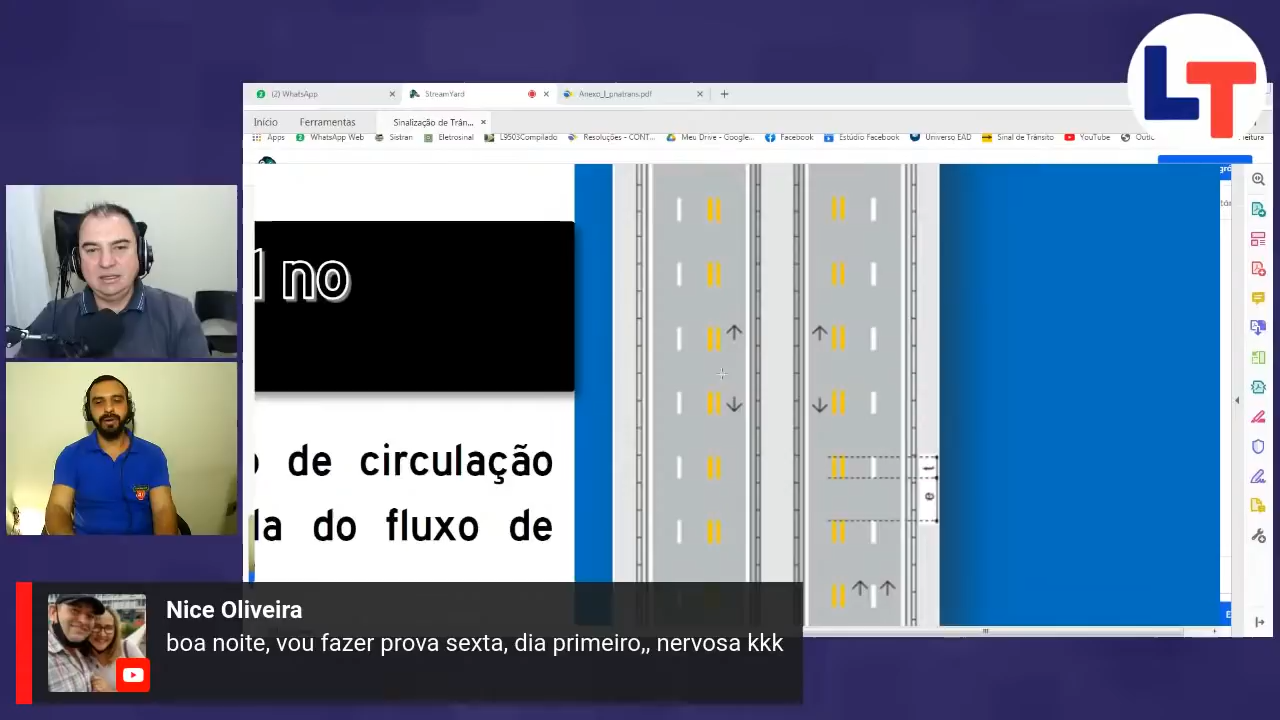 LT
(2) WhatsApp
StreamYard
Anexo_I_pnatrans.pdf
Início
Ferramentas
Sinalização de Trân...
Apps
WhatsApp Web
Sistran
Eletrosinal
L9503Compilado
Resoluções - CONT...
Meu Drive - Google...
Facebook
Estúdio Facebook
Universo EAD
Sinal de Trânsito
YouTube
l no
de circulação
da do fluxo de
t
e
Nice Oliveira
boa noite, vou fazer prova sexta, dia primeiro,, nervosa kkk